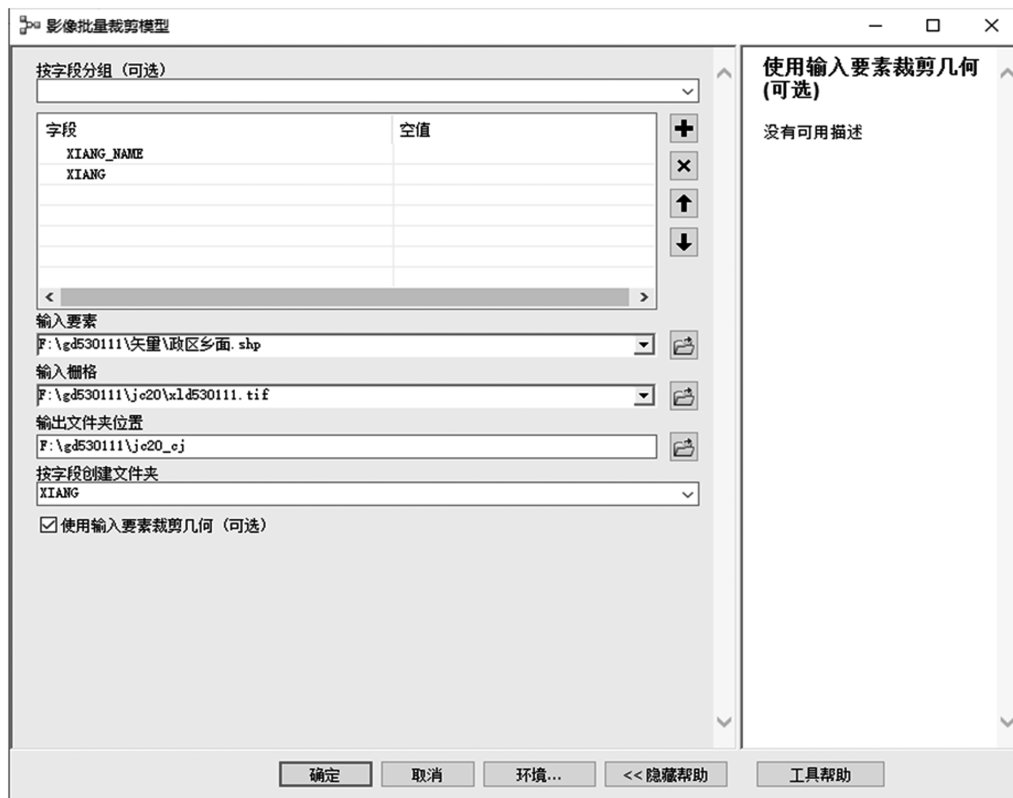 影像批量裁剪模型
按字段分组（可选）
字段 空值
XIANG_NAME
XIANG
输入要素
F:\gd530111\矢量\政区乡面.shp
输入栅格
F:\gd530111\jc20\xld530111.tif
输出文件夹位置
F:\gd530111\jc20_cj
按字段创建文件夹
XIANG
使用输入要素裁剪几何（可选）
确定 取消 环境... <<隐藏帮助 工具帮助
使用输入要素裁剪几何
(可选)
没有可用描述